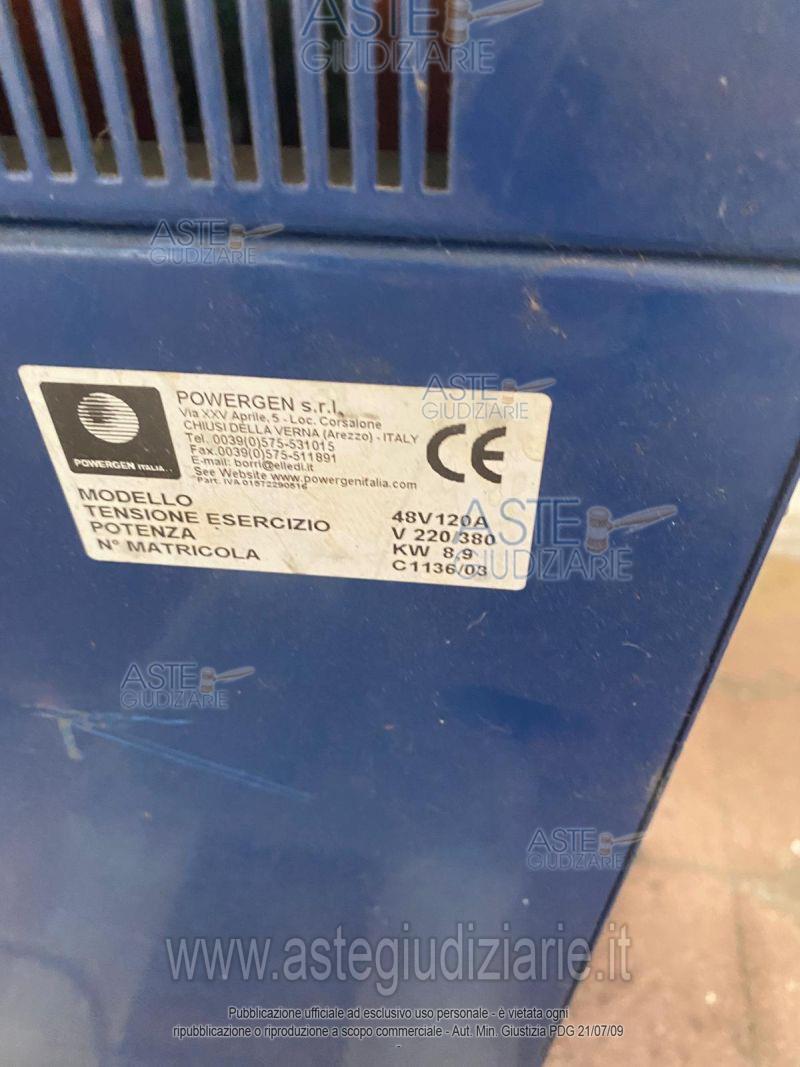 ASTE
GIUDIZIARIE
ASTE
GIUDIZIARIE
POWERGEN ITALIA
POWERGEN s.r.l.
Via XXV Aprile, 5 - Loc. Corsalone
CHIUSI DELLA VERNA (Arezzo) - ITALY
Tel. 0039(0)575-531015
Fax.0039(0)575-511891
E-mail: borri@elledi.it
See Website www.powergenitalia.com
Part. IVA 01572290516
CE
ASTE
GIUDIZIARIE
MODELLO 48V120A
TENSIONE ESERCIZIO V 220/380
POTENZA KW 8,9
N° MATRICOLA C1136/03
ASTE
GIUDIZIARIE
ASTE
GIUDIZIARIE
ASTE
GIUDIZIARIE
www.astegiudiziarie.it
Pubblicazione ufficiale ad esclusivo uso personale - è vietata ogni
ripubblicazione o riproduzione a scopo commerciale - Aut. Min. Giustizia PDG 21/07/09
-